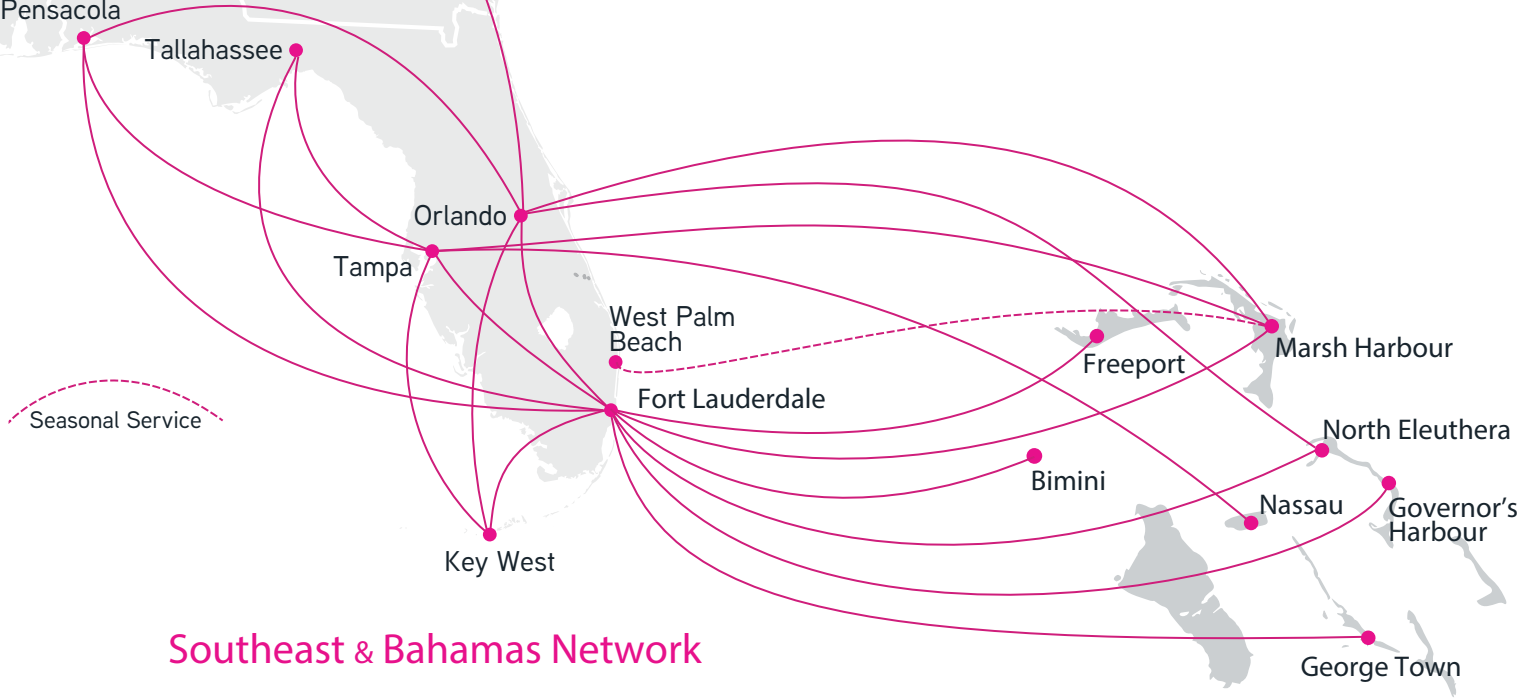 Pensacola
Tallahassee
Orlando
Tampa
West Palm
Beach
Freeport
Marsh Harbour
Fort Lauderdale
Seasonal Service
North Eleuthera
Bimini
Nassau
Governor’s
Harbour
Key West
Southeast & Bahamas Network
George Town